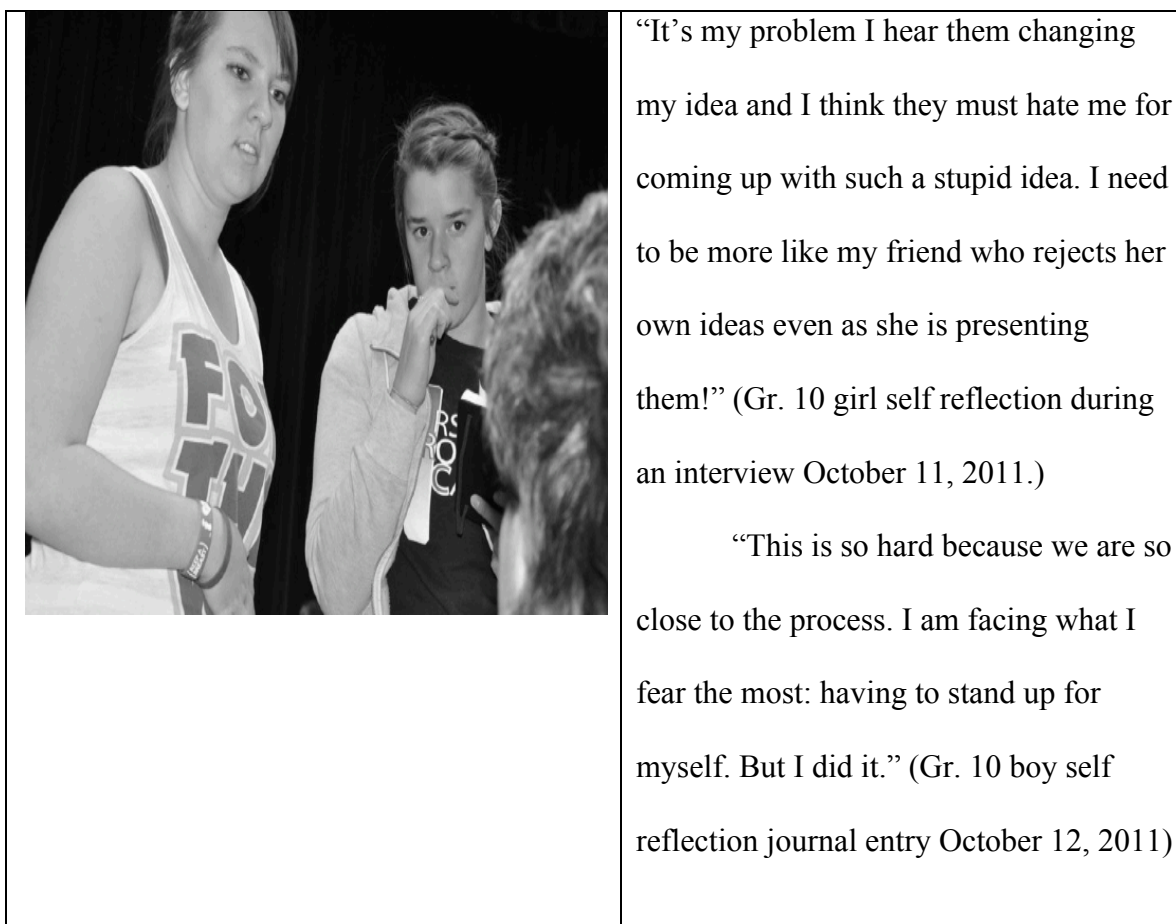 FO
TH
RS
ROL
C
“It’s my problem I hear them changing
my idea and I think they must hate me for
coming up with such a stupid idea. I need
to be more like my friend who rejects her
own ideas even as she is presenting
them!” (Gr. 10 girl self reflection during
an interview October 11, 2011.)
“This is so hard because we are so
close to the process. I am facing what I
fear the most: having to stand up for
myself. But I did it.” (Gr. 10 boy self
reflection journal entry October 12, 2011)